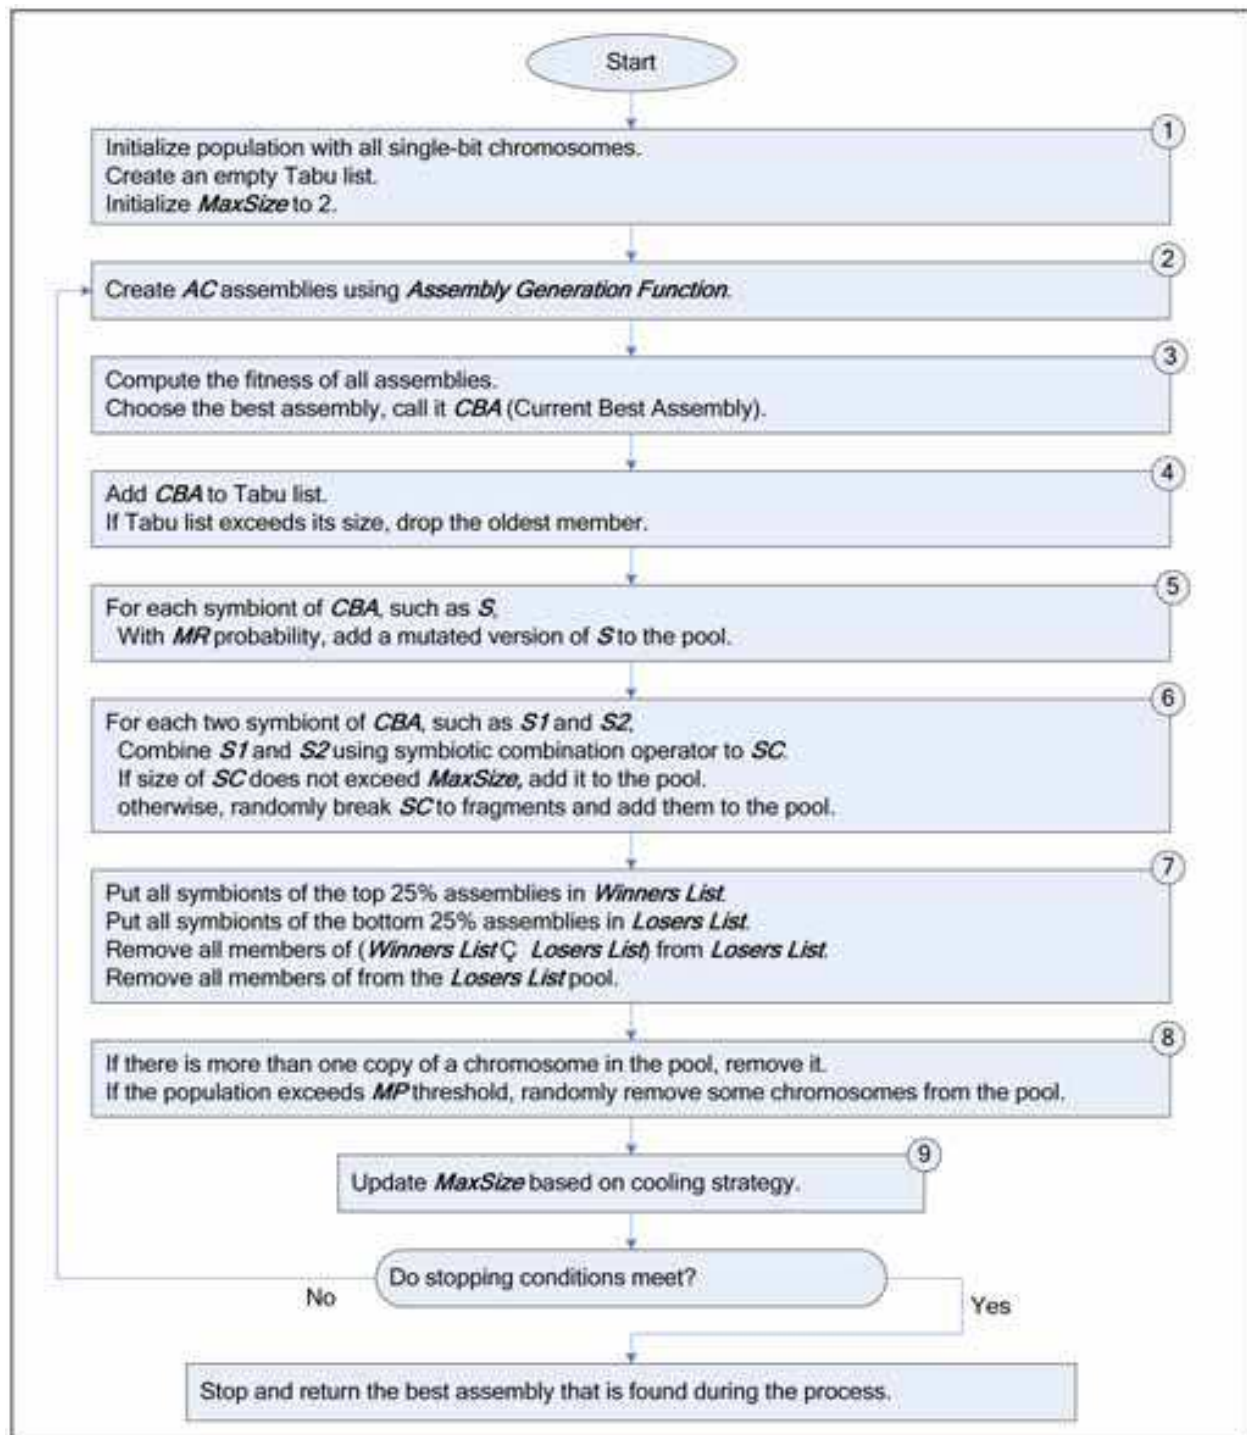 Start
1
Initialize population with all single-bit chromosomes.
Create an empty Tabu list.
Initialize MaxSize to 2.
2
Create AC assemblies using Assembly Generation Function.
3
Compute the fitness of all assemblies.
Choose the best assembly, call it CBA (Current Best Assembly).
4
Add CBA to Tabu list.
If Tabu list exceeds its size, drop the oldest member.
5
For each symbiont of CBA, such as S,
With MR probability, add a mutated version of S to the pool.
6
For each two symbiont of CBA, such as S1 and S2,
Combine S1 and S2 using symbiotic combination operator to SC.
If size of SC does not exceed MaxSize, add it to the pool.
otherwise, randomly break SC to fragments and add them to the pool.
7
Put all symbionts of the top 25% assemblies in Winners List.
Put all symbionts of the bottom 25% assemblies in Losers List.
Remove all members of (Winners List Ç Losers List) from Losers List.
Remove all members of from the Losers List pool.
8
If there is more than one copy of a chromosome in the pool, remove it.
If the population exceeds MP threshold, randomly remove some chromosomes from the pool.
9
Update MaxSize based on cooling strategy.
Do stopping conditions meet?
No
Yes
Stop and return the best assembly that is found during the process.